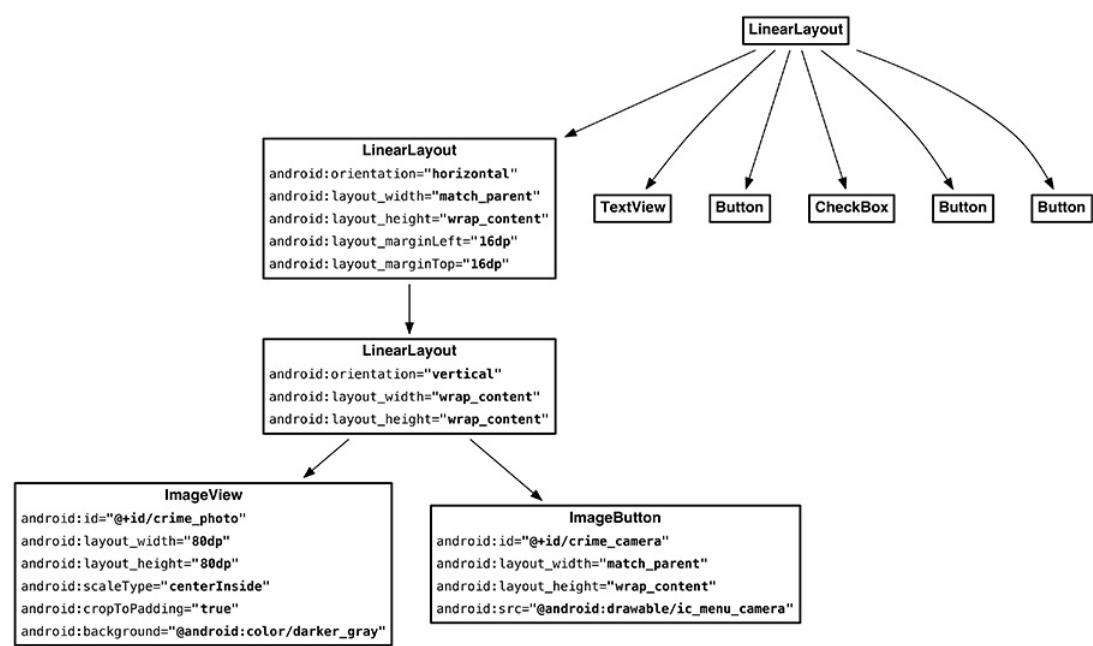 LinearLayout
LinearLayout
android:orientation="horizontal"
android:layout_width="match_parent"
android:layout_height="wrap_content"
android:layout_marginLeft="16dp"
android:layout_marginTop="16dp"
TextView
Button
CheckBox
Button
Button
LinearLayout
android:orientation="vertical"
android:layout_width="wrap_content"
android:layout_height="wrap_content"
ImageView
android:id="@+id/crime_photo"
android:layout_width="80dp"
android:layout_height="80dp"
android:scaleType="centerInside"
android:cropToPadding="true"
android:background="@android:color/darker_gray"
ImageButton
android:id="@+id/crime_camera"
android:layout_width="match_parent"
android:layout_height="wrap_content"
android:src="@android:drawable/ic_menu_camera"